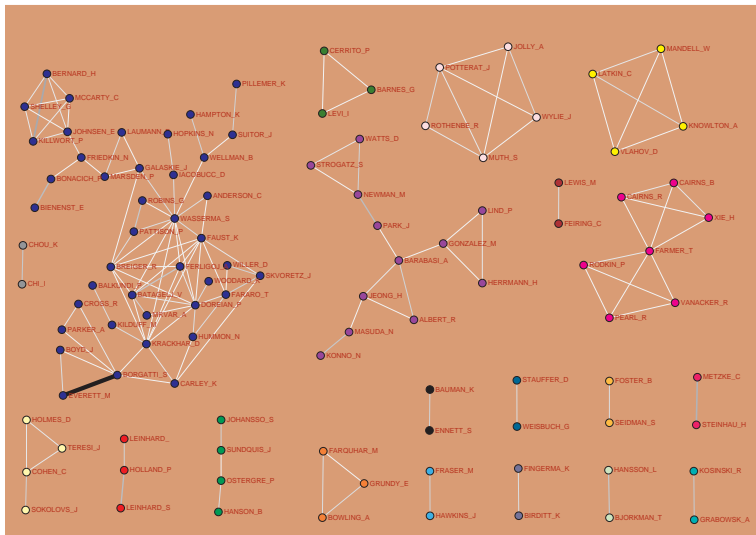 CERRITO_P
JOLLY_A
MANDELL_W
POTTERAT_J
BERNARD_H
LATKIN_C
PILLEMER_K
BARNES_G
MCCARTY_C
SHELLEY_G
LEVI_I
HAMPTON_K
WYLIE_J
ROTHENBE_R
KNOWLTON_A
JOHNSEN_E
LAUMANN
HOPKINS_N
SUITOR_J
KILLWORT_P
WATTS_D
VLAHOV_D
FRIEDKIN_N
WELLMAN_B
MUTH_S
STROGATZ_S
GALASKIE_J
BONACICH_P
MARSDEN_P
IACOBUCC_D
LEWIS_M
CAIRNS_B
NEWMAN_M
ANDERSON_C
CAIRNS_R
ROBINS_G
BIENENST_E
LIND_P
WASSERMA_S
XIE_H
FEIRING_C
PARK_J
PATTISON_P
FAUST_K
CHOU_K
GONZALEZ_M
FARMER_T
BARABASI_A
BREIGER_R
PERLIGOJ
WILLER_D
RODKIN_P
SKVORETZ_J
WOODARD_K
CHI_I
BALKUNDI_P
HERRMANN_H
BATAGELJ_V
FARARO_T
JEONG_H
CROSS_R
DOREIAN_P
VANACKER_R
MRVAR_A
PEARL_R
ALBERT_R
KILDUFF_M
PARKER_A
MASUDA_N
HUMMON_N
KRACKHAR_D
BOYD_J
KONNO_N
BORGATTI_S
CARLEY_K
EVERETT_M
BAUMAN_K
STAUFFER_D
FOSTER_B
METZKE_C
HOLMES_D
JOHANSSO_S
SEIDMAN_S
STEINHAU_H
WEISBUCH_G
ENNETT_S
LEINHARD_
TERESI_J
SUNDQUIS_J
FARQUHAR_M
COHEN_C
HOLLAND_P
FRASER_M
FINGERMA_K
HANSSON_L
KOSINSKI_R
OSTERGRE_P
GRUNDY_E
LEINHARD_S
SOKOLOVS_J
HANSON_B
BOWLING_A
HAWKINS_J
BIRDITT_K
BJORKMAN_T
GRABOWSK_A